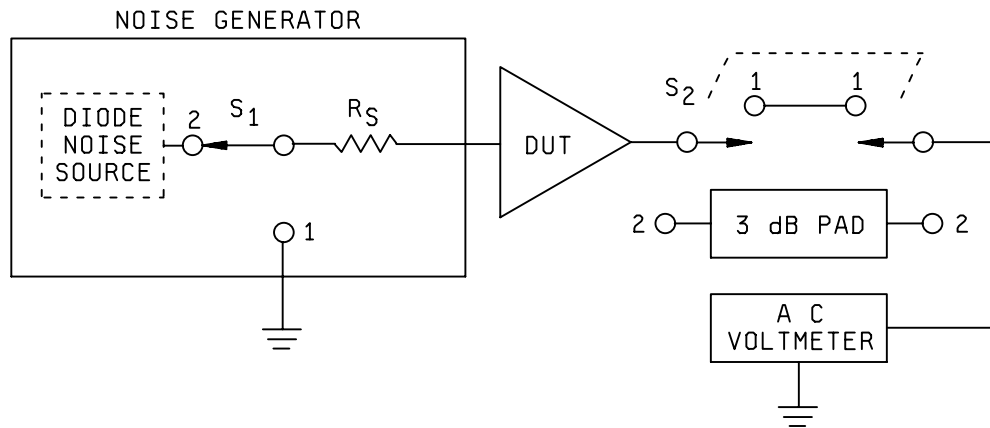 NOISE GENERATOR
DIODE
NOISE
SOURCE
2
S1
RS
1
DUT
S2
1 1
2
3 dB PAD
2
A C
VOLTMETER